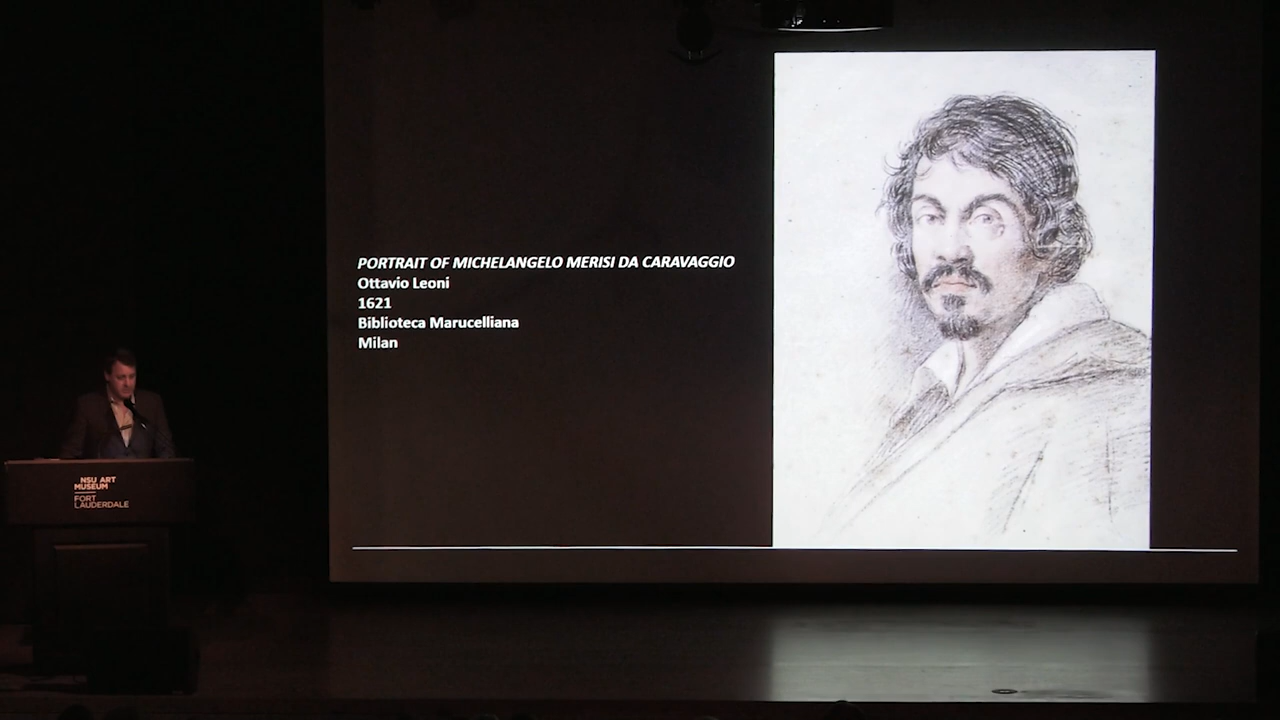 PORTRAIT OF MICHELANGELO MERISI DA CARAVAGGIO
Ottavio Leoni
1621
Biblioteca Marucelliana
Milan
NSU ART
MUSEUM
FORT
LAUDERDALE